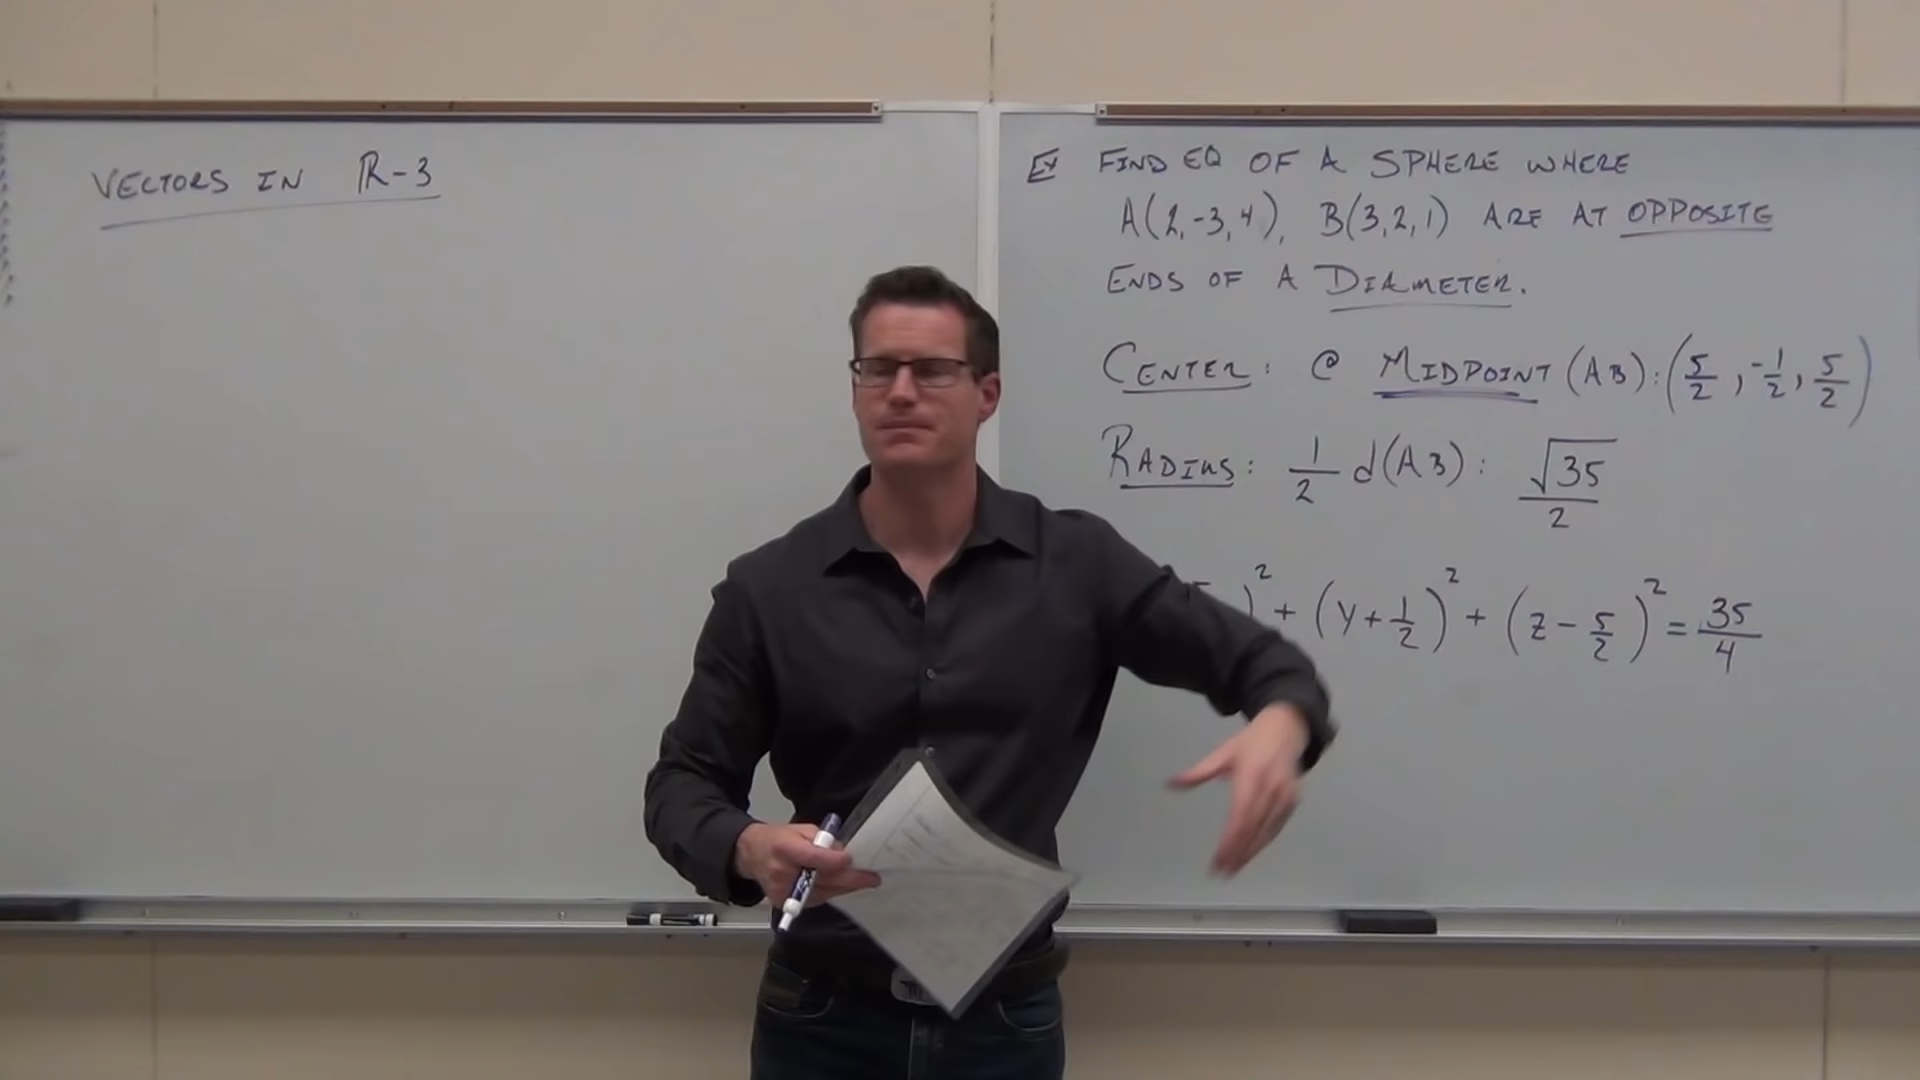 VECTORS IN ℝ-3
EX FIND EQ OF A SPHERE WHERE
A(2,-3,4), B(3,2,1) ARE AT OPPOSITE
ENDS OF A DIAMETER.
CENTER: @ MIDPOINT (AB): (5/2, -1/2, 5/2)
RADIUS: 1/2 d(AB): √35/2
)² + (y+1/2)² + (z-5/2)² = 35/4